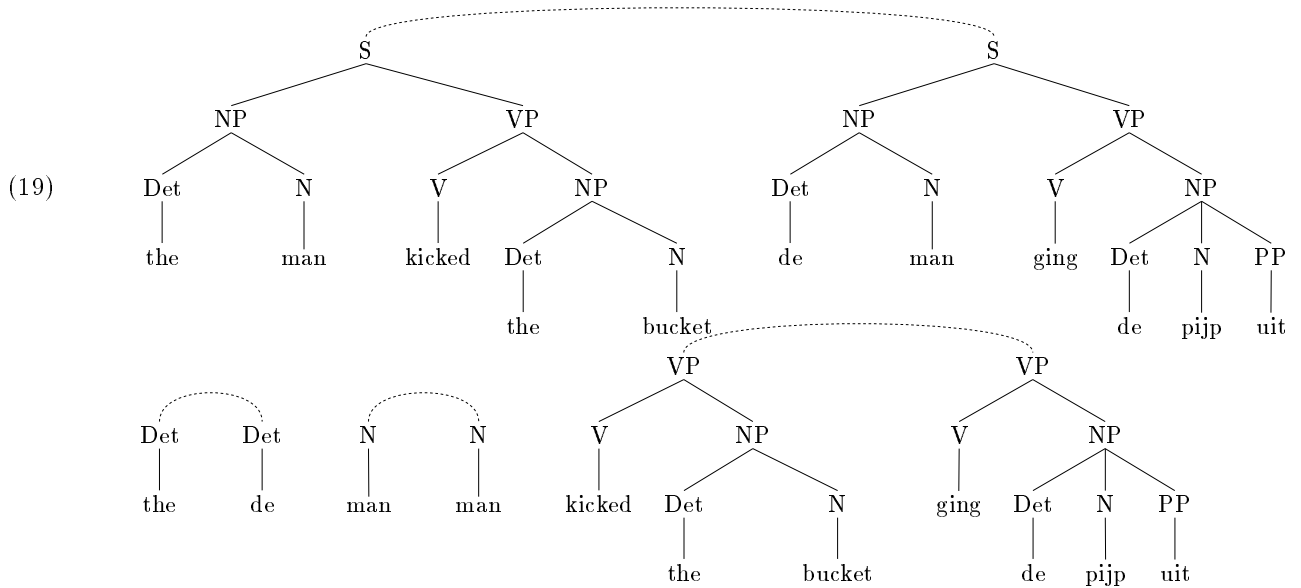 S S
NP VP NP VP
(19) Det N V NP Det N V NP
the man kicked Det N de man ging Det N PP
the bucket de pijp uit
VP VP
Det Det N N V NP V NP
the de man man kicked Det N ging Det N PP
the bucket de pijp uit